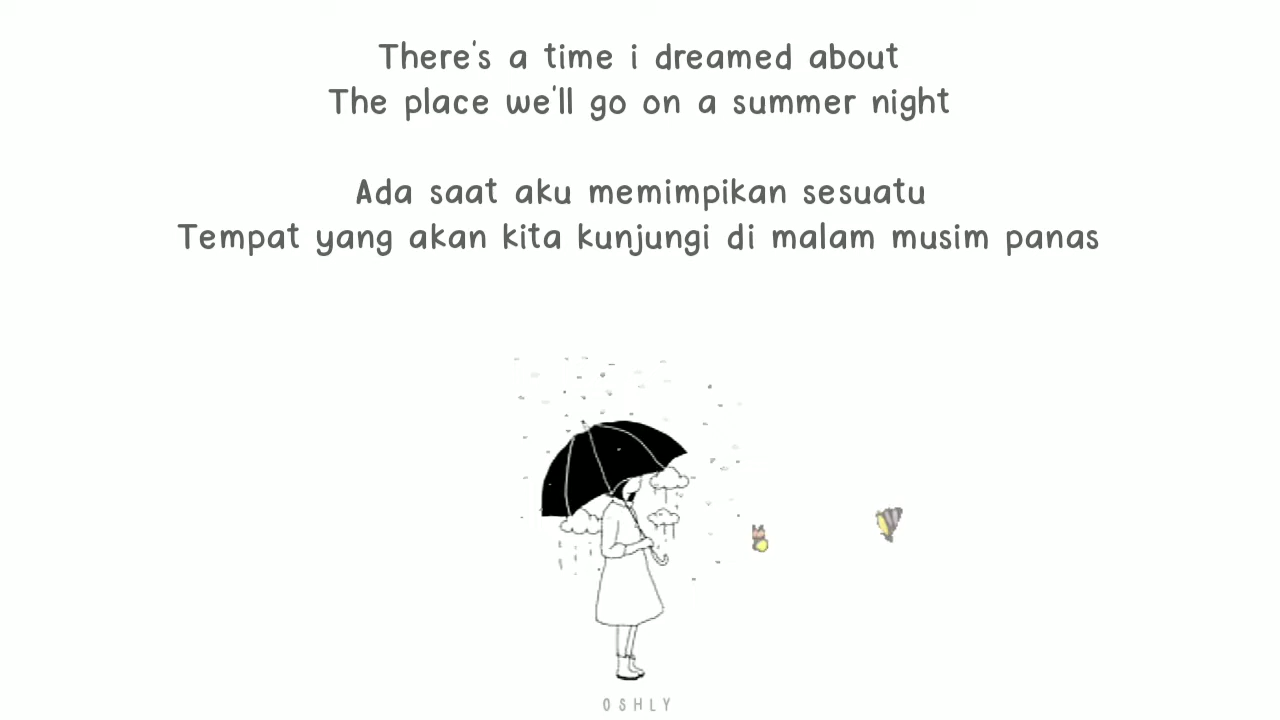 There's a time i dreamed about
The place we'll go on a summer night
Ada saat aku memimpikan sesuatu
Tempat yang akan kita kunjungi di malam musim panas
OSHLY